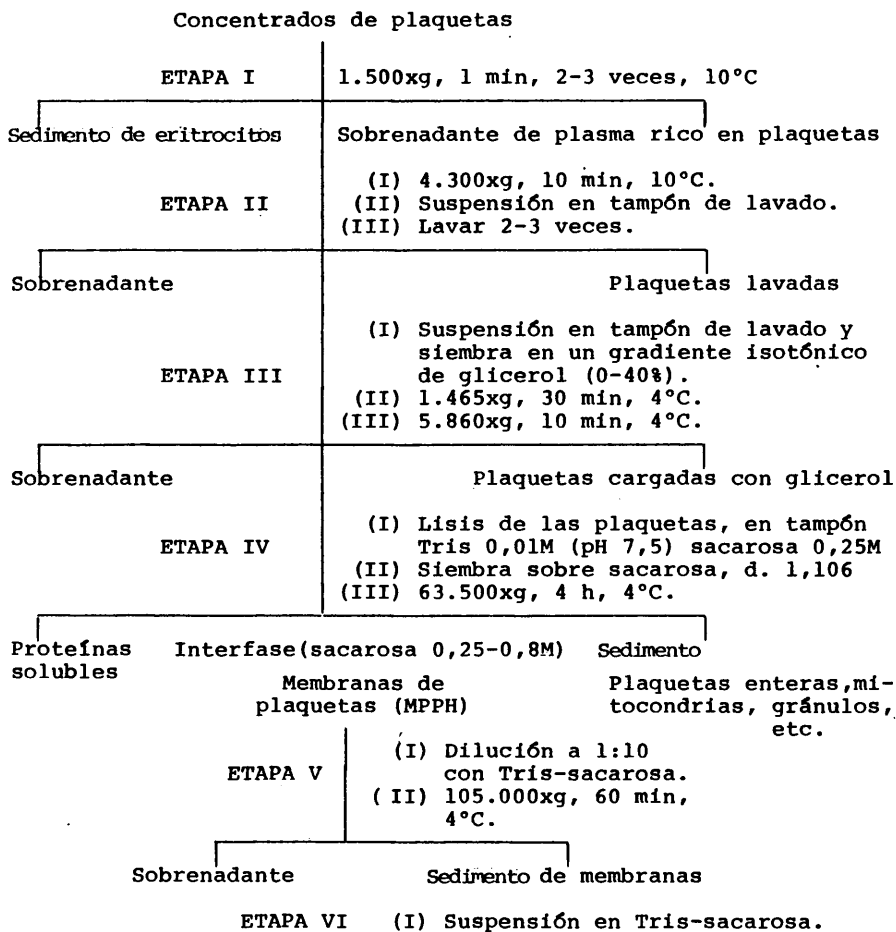 Concentrados de plaquetas
ETAPA I
1.500xg, 1 min, 2-3 veces, 10°C
Sedimento de eritrocitos
Sobrenadante de plasma rico en plaquetas
ETAPA II
(I) 4.300xg, 10 min, 10°C.
(II) Suspensión en tampón de lavado.
(III) Lavar 2-3 veces.
Sobrenadante
Plaquetas lavadas
ETAPA III
(I) Suspensión en tampón de lavado y
siembra en un gradiente isotónico
de glicerol (0-40%).
(II) 1.465xg, 30 min, 4°C.
(III) 5.860xg, 10 min, 4°C.
Sobrenadante
Plaquetas cargadas con glicerol
ETAPA IV
(I) Lisis de las plaquetas, en tampón
Tris 0,01M (pH 7,5) sacarosa 0,25M
(II) Siembra sobre sacarosa, d. 1,106
(III) 63.500xg, 4 h, 4°C.
Proteínas
solubles
Interfase(sacarosa 0,25-0,8M)
Membranas de
plaquetas (MPPH)
Sedimento
Plaquetas enteras,mi-
tocondrias, gránulos,
etc.
ETAPA V
(I) Dilución a 1:10
con Tris-sacarosa.
(II) 105.000xg, 60 min,
4°C.
Sobrenadante
Sedimento de membranas
ETAPA VI
(I) Suspensión en Tris-sacarosa.